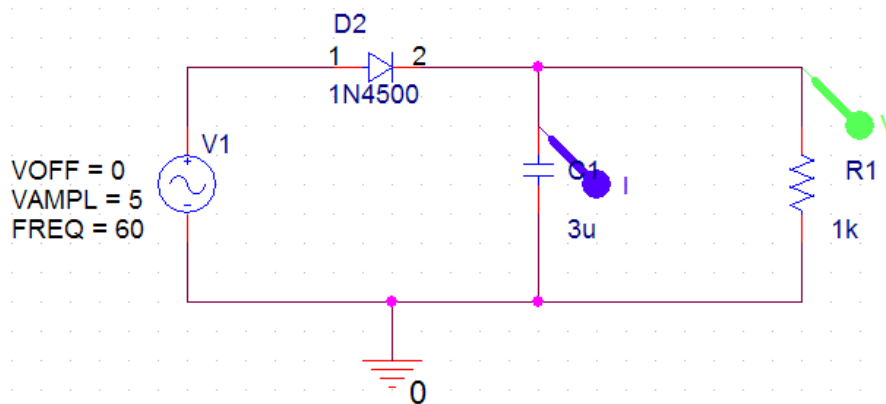 D2
1 2
1N4500
V1
VOFF = 0
VAMPL = 5
FREQ = 60
C1
I
3u
V
R1
1k
0